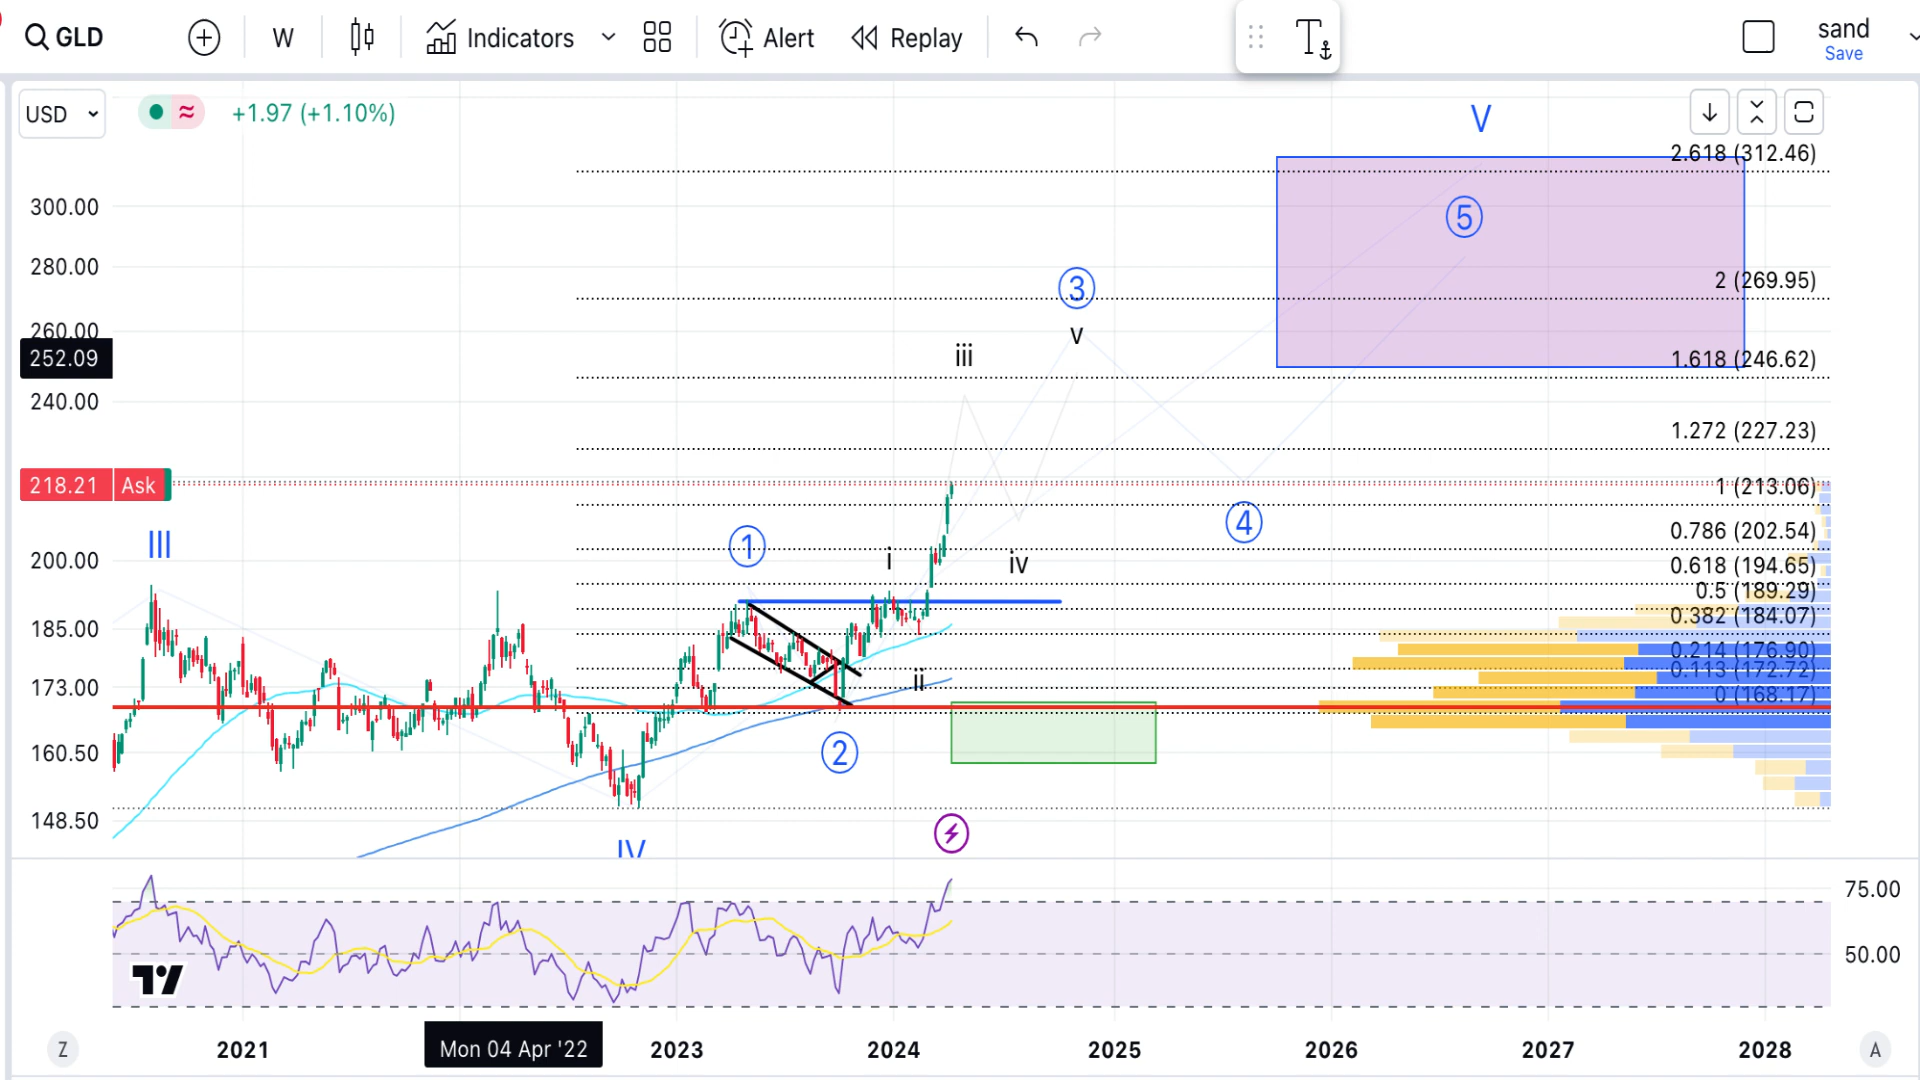 GLD
W
Indicators
Alert
Replay
T
sand
Save
USD
+1.97 (+1.10%)
V
2.618 (312.46)
300.00
⑤
280.00
2 (269.95)
③
260.00
v
252.09
iii
1.618 (246.62)
240.00
1.272 (227.23)
218.21 Ask
1 (213.06)
④
0.786 (202.54)
III
①
i
iv
200.00
0.618 (194.65)
0.5 (189.29)
0.382 (184.07)
185.00
0.214 (176.90)
0.113 (172.72)
173.00
ii
0 (168.17)
②
160.50
148.50
IV
75.00
50.00
Z
2021
Mon 04 Apr '22
2023
2024
2025
2026
2027
2028
A